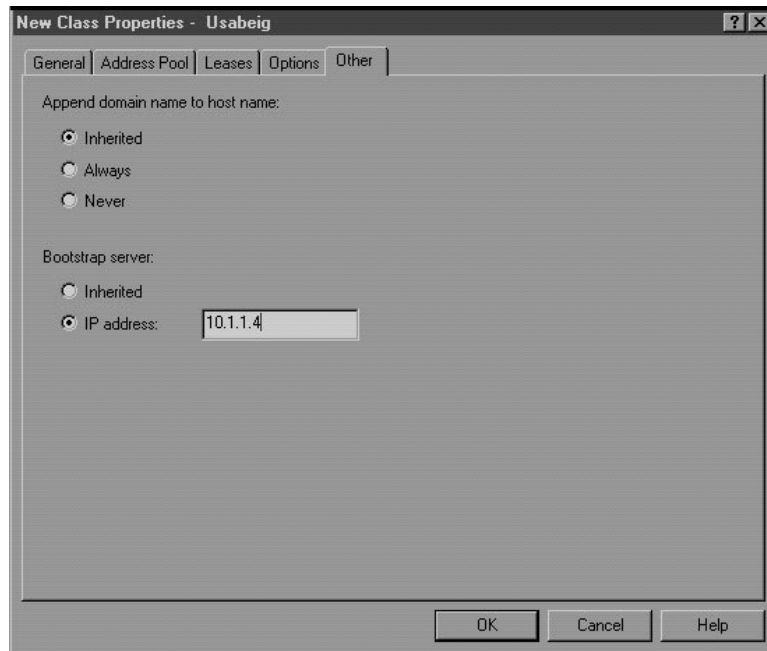 New Class Properties - Usabeig
General Address Pool Leases Options Other
Append domain name to host name:
Inherited
Always
Never
Bootstrap server:
Inherited
IP address: 10.1.1.4
OK Cancel Help